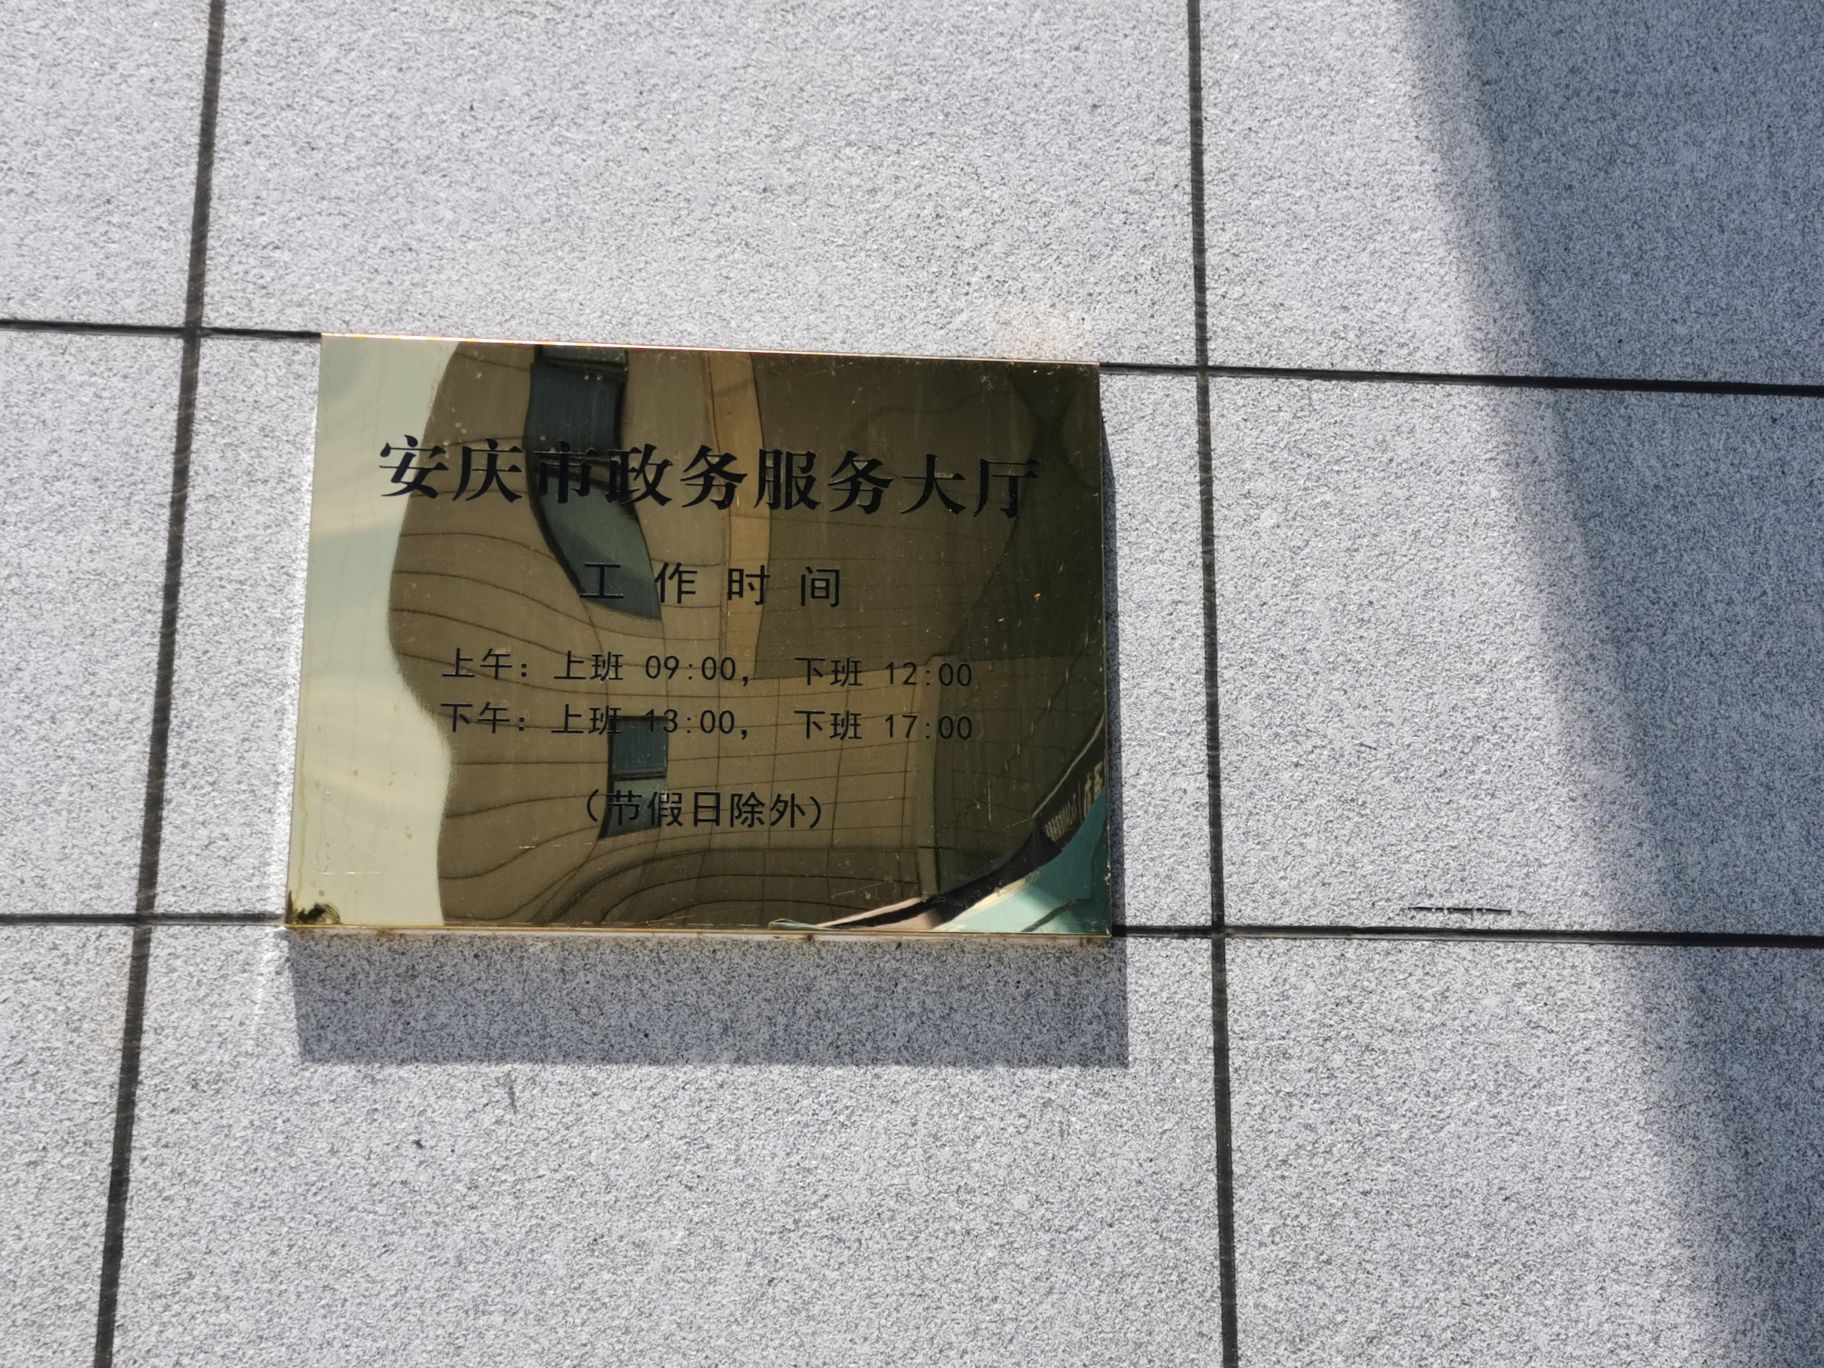 安庆市政务服务大厅
工作时间
上午：上班 09:00， 下班 12:00
下午：上班 13:00， 下班 17:00
（节假日除外）